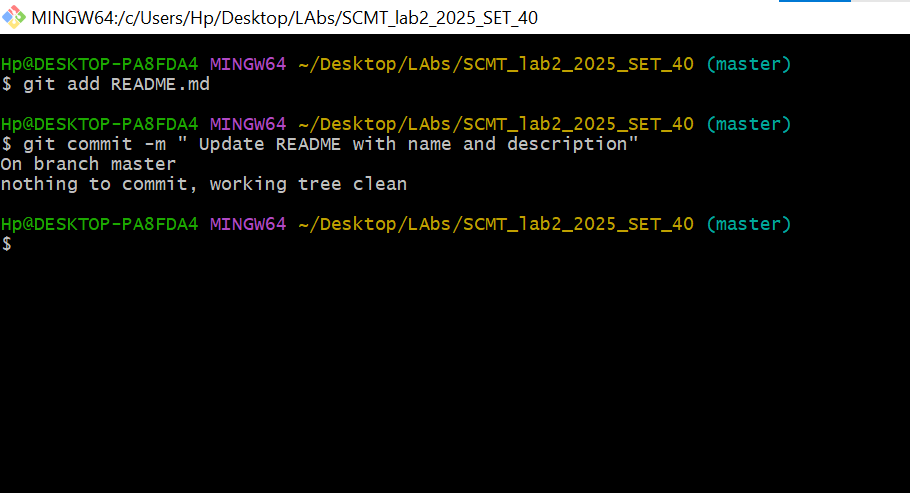 MINGW64:/c/Users/Hp/Desktop/LAbs/SCMT_lab2_2025_SET_40
Hp@DESKTOP-PA8FDA4 MINGW64 ~/Desktop/LAbs/SCMT_lab2_2025_SET_40 (master)
$ git add README.md
Hp@DESKTOP-PA8FDA4 MINGW64 ~/Desktop/LAbs/SCMT_lab2_2025_SET_40 (master)
$ git commit -m " Update README with name and description"
On branch master
nothing to commit, working tree clean
Hp@DESKTOP-PA8FDA4 MINGW64 ~/Desktop/LAbs/SCMT_lab2_2025_SET_40 (master)
$